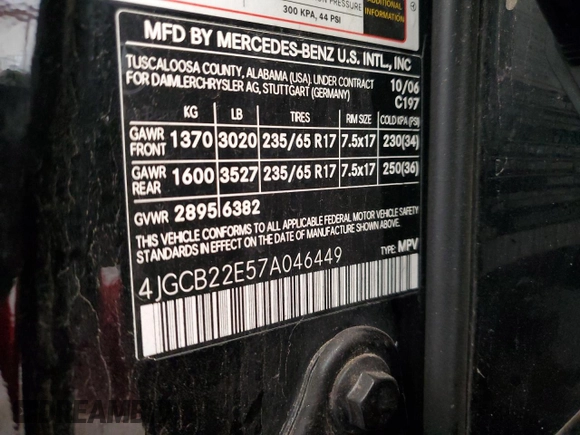 PRESSURE
300 KPA, 44 PSI
ADDITIONAL
INFORMATION
MFD BY MERCEDES-BENZ U.S. INTL., INC
TUSCALOOSA COUNTY, ALABAMA (USA). UNDER CONTRACT
FOR DAIMLERCHRYSLER AG, STUTTGART (GERMANY)
10/06
C197
KG LB TIRES RIM SIZE COLD KPA (PSI)
GAWR FRONT 1370 3020 235/65 R17 7.5x17 230(34)
GAWR REAR 1600 3527 235/65 R17 7.5x17 250(36)
GVWR 2895 6382
THIS VEHICLE CONFORMS TO ALL APPLICABLE FEDERAL MOTOR VEHICLE SAFETY
STANDARDS IN EFFECT ON THE DATE OF MANUFACTURE SHOWN ABOVE.
4JGCB22E57A046449 TYPE: MPV